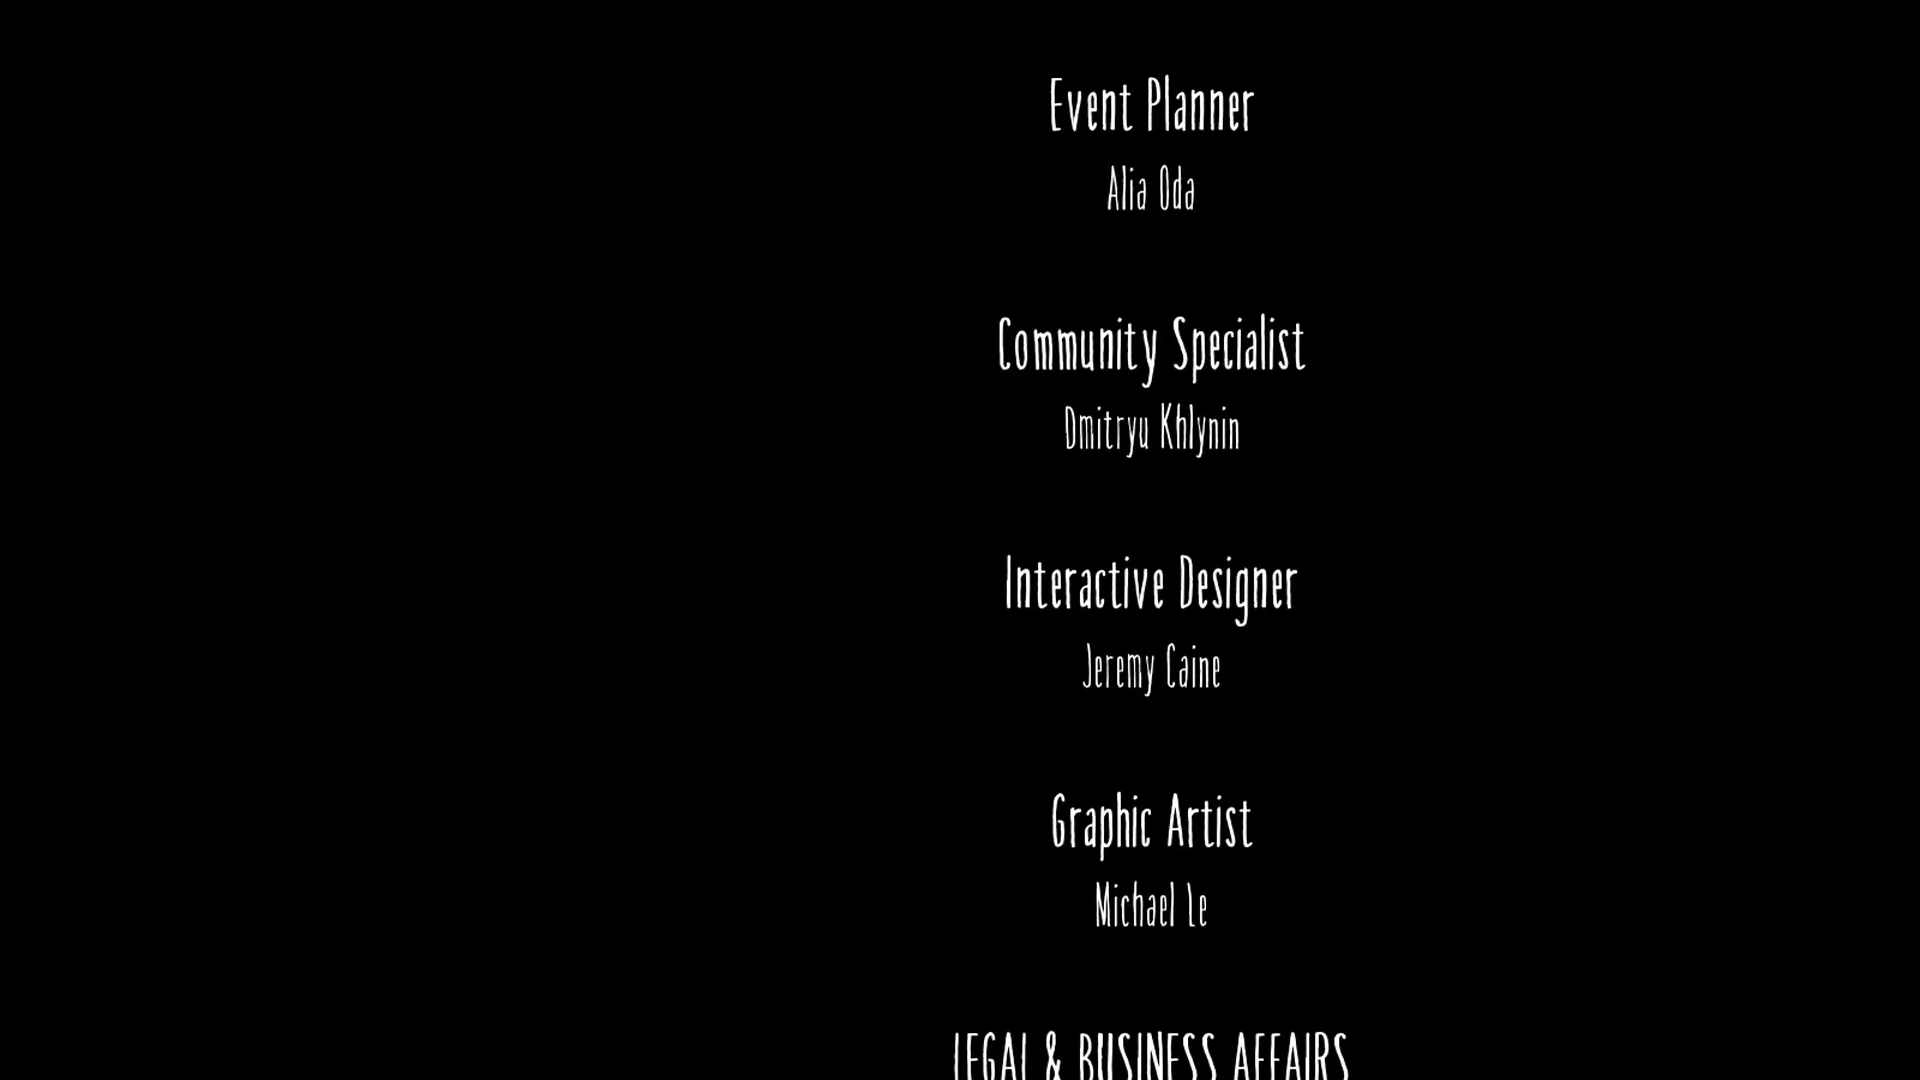 Event Planner
Alia Oda
Community Specialist
Dmitryu Khlynin
Interactive Designer
Jeremy Caine
Graphic Artist
Michael Le
LEGAL & BUSINESS AFFAIRS